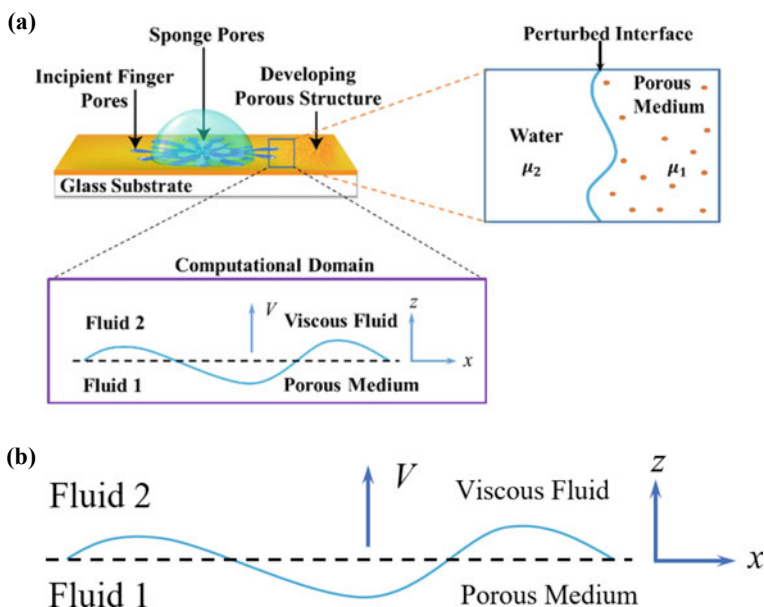 (a)
Sponge Pores
Incipient Finger
Pores
Developing
Porous Structure
Glass Substrate
Perturbed Interface
Porous
Medium
Water
μ₂
μ₁
Computational Domain
V
z
Fluid 2
Viscous Fluid
x
Fluid 1
Porous Medium
(b)
V
z
Fluid 2
Viscous Fluid
x
Fluid 1
Porous Medium